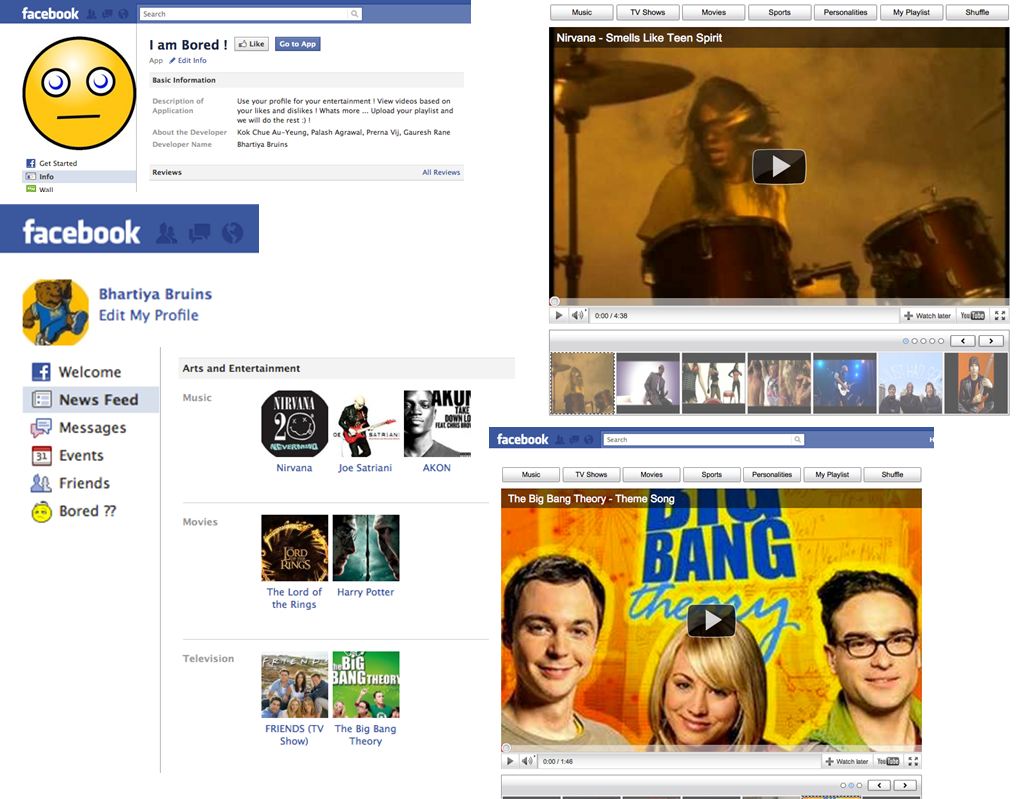 facebook
Search
I am Bored !
Like
Go to App
App
Edit Info
Basic Information
Description of
Application
Use your profile for your entertainment ! View videos based on
your likes and dislikes ! Whats more ... Upload your playlist and
we will do the rest :) !
About the Developer
Kok Chue Au-Yeung, Palash Agrawal, Prerna Vij, Gauresh Rane
Developer Name
Bhartiya Bruins
Reviews
All Reviews
Get Started
Info
Wall
facebook
Bhartiya Bruins
Edit My Profile
Welcome
News Feed
Messages
31
Events
Friends
Bored ??
Arts and Entertainment
Music
NIRVANA
20
NEVERMIND
Nirvana
Joe Satriani
AKON
Movies
THE LORD OF THE RINGS
The Lord of
the Rings
Harry Potter
Television
FRIENDS
FRIENDS (TV
Show)
the BIG
BANG THEORY
The Big Bang
Theory
Music
TV Shows
Movies
Sports
Personalities
My Playlist
Shuffle
Nirvana - Smells Like Teen Spirit
0:00 / 4:38
Watch later
YouTube
facebook
Search
H
Music
TV Shows
Movies
Sports
Personalities
My Playlist
Shuffle
The Big Bang Theory - Theme Song
BIG
BANG
theory
0:00 / 1:46
Watch later
YouTube